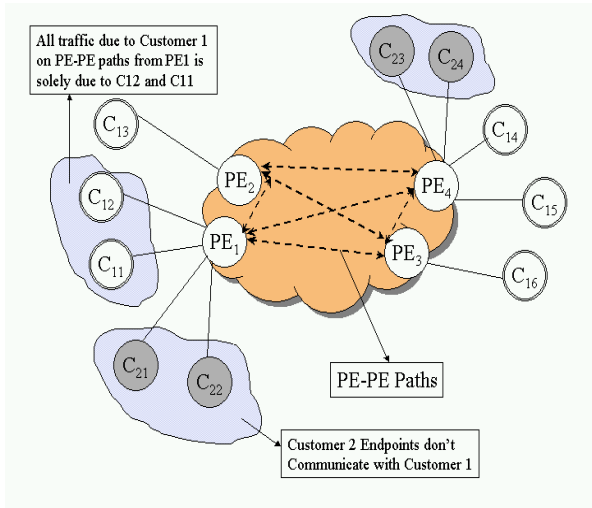 All traffic due to Customer 1
on PE-PE paths from PE1 is
solely due to C12 and C11
C23
C24
C13
C14
C12
PE2
PE4
C15
C11
PE1
PE3
C16
C21
C22
PE-PE Paths
Customer 2 Endpoints don't
Communicate with Customer 1